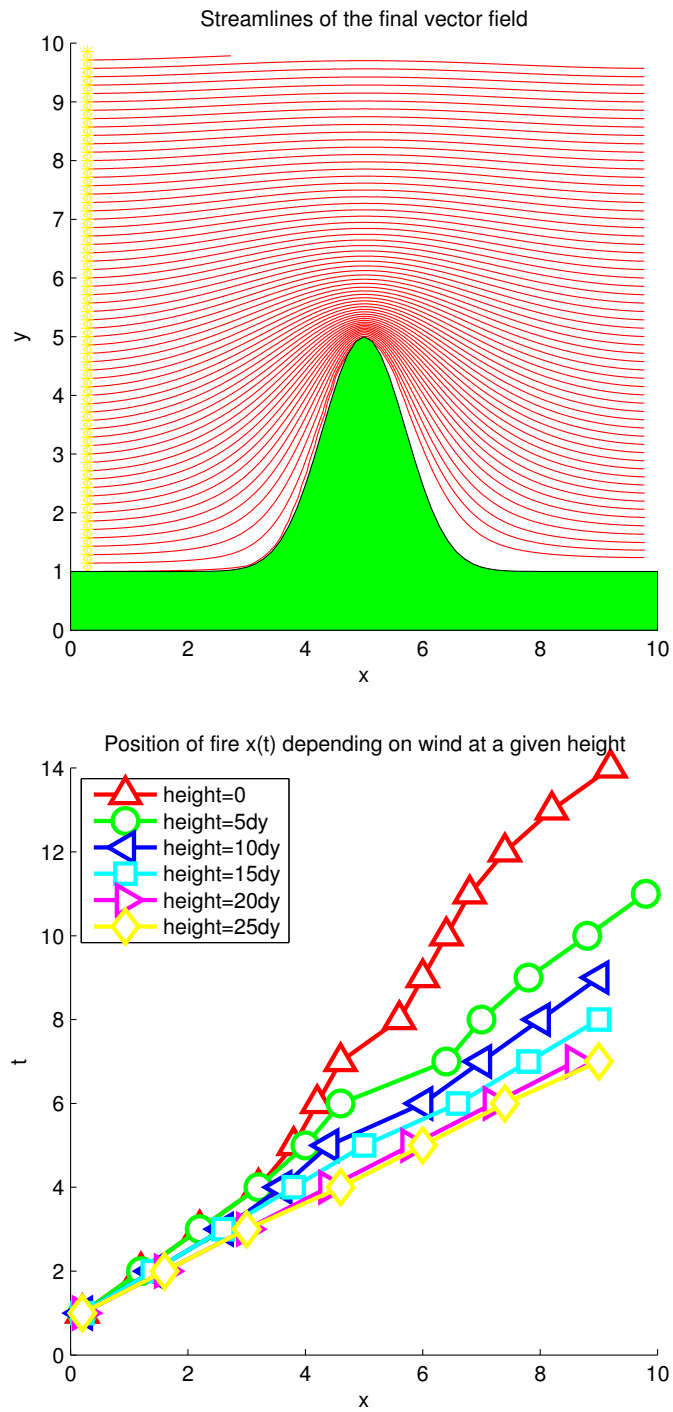 Streamlines of the final vector field
10
9
8
7
6
5
4
3
2
1
0
y
0 2 4 6 8 10
x
Position of fire x(t) depending on wind at a given height
14
12
10
8
6
4
2
0
t
height=0
height=5dy
height=10dy
height=15dy
height=20dy
height=25dy
0 2 4 6 8 10
x